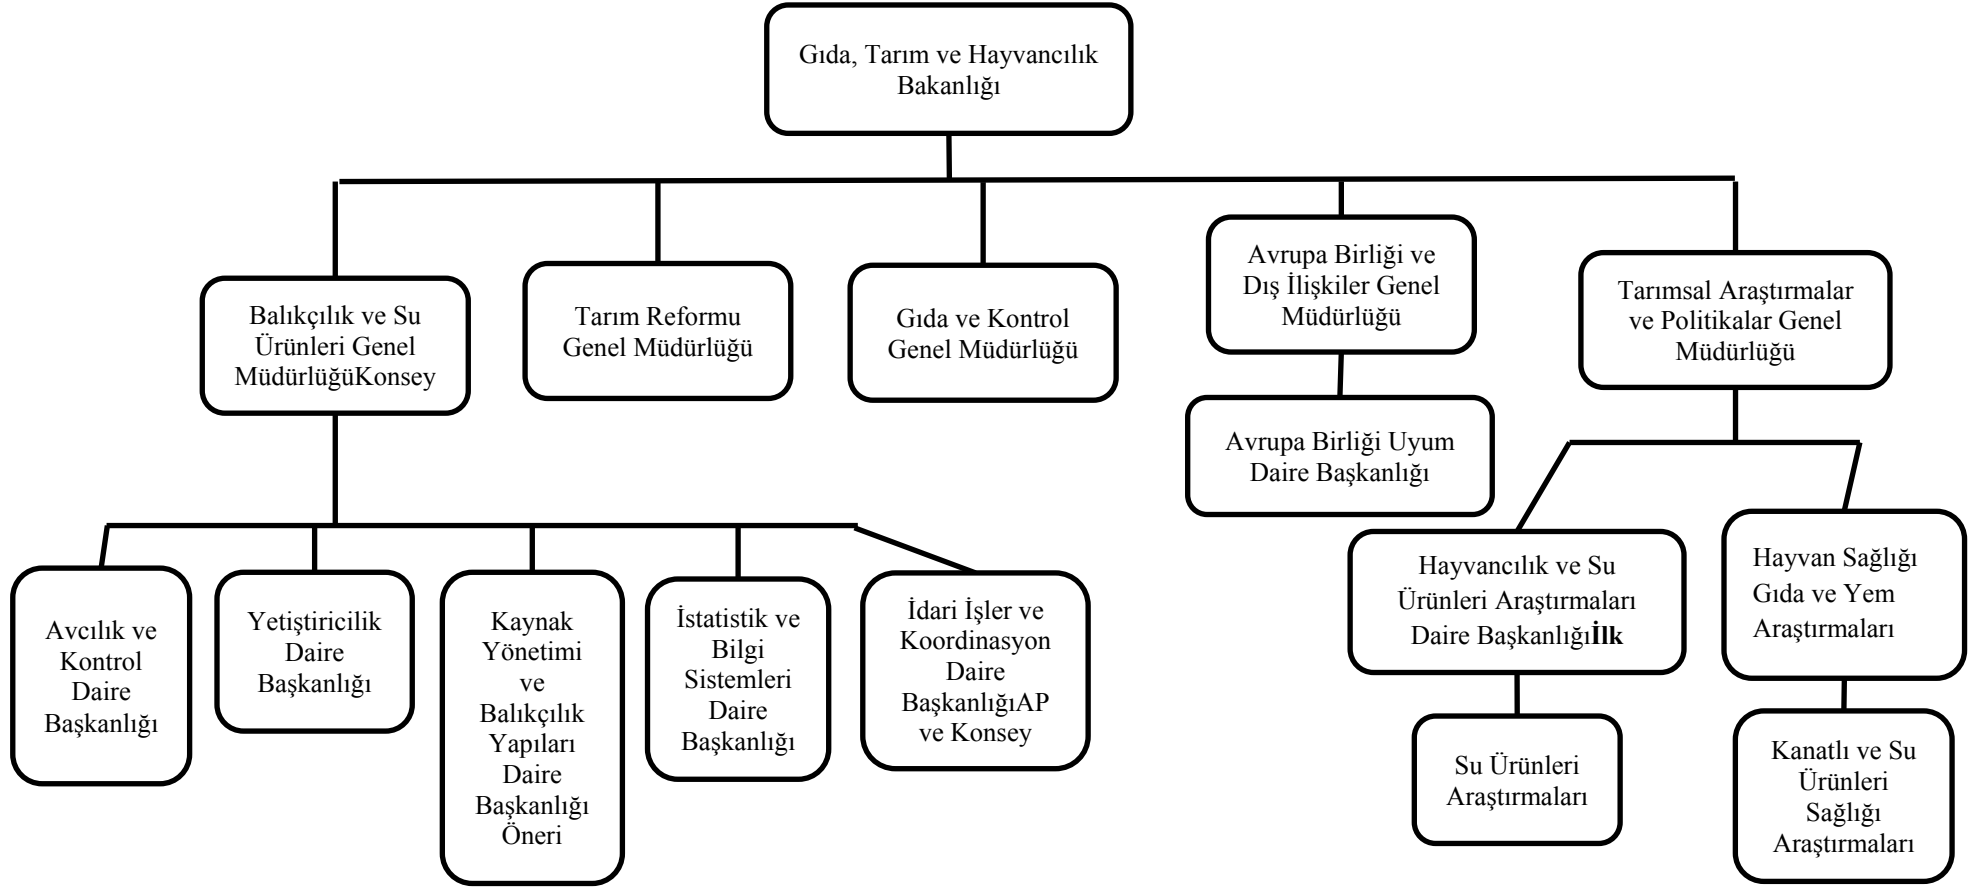 Gıda, Tarım ve Hayvancılık
Bakanlığı
Balıkçılık ve Su
Ürünleri Genel
MüdürlüğüKonsey
Tarım Reformu
Genel Müdürlüğü
Gıda ve Kontrol
Genel Müdürlüğü
Avrupa Birliği ve
Dış İlişkiler Genel
Müdürlüğü
Tarımsal Araştırmalar
ve Politikalar Genel
Müdürlüğü
Avrupa Birliği Uyum
Daire Başkanlığı
Avcılık ve
Kontrol
Daire
Başkanlığı
Yetiştiricilik
Daire
Başkanlığı
Kaynak
Yönetimi
ve
Balıkçılık
Yapıları
Daire
Başkanlığı
Öneri
İstatistik ve
Bilgi
Sistemleri
Daire
Başkanlığı
İdari İşler ve
Koordinasyon
Daire
BaşkanlığıAP
ve Konsey
Hayvancılık ve Su
Ürünleri Araştırmaları
Daire Başkanlığıİlk
Hayvan Sağlığı
Gıda ve Yem
Araştırmaları
Su Ürünleri
Araştırmaları
Kanatlı ve Su
Ürünleri
Sağlığı
Araştırmaları